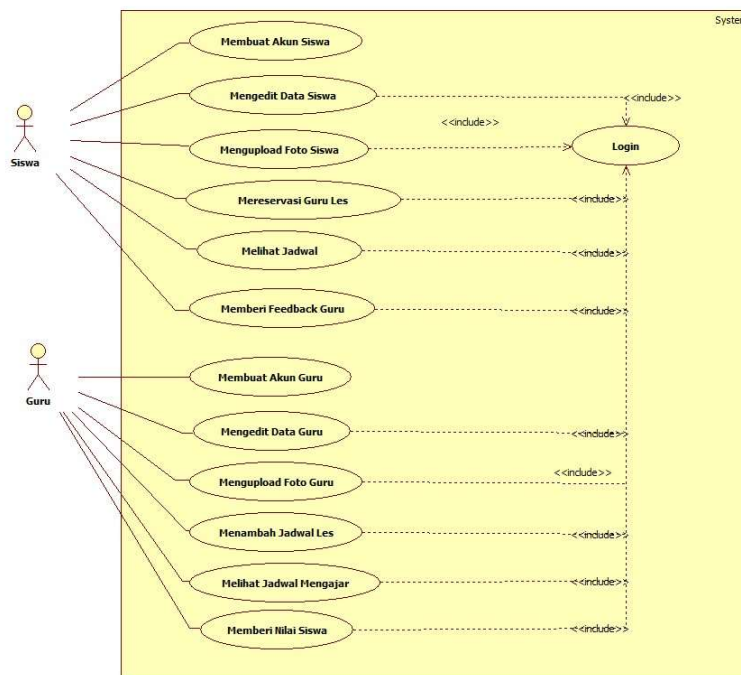 System
Membuat Akun Siswa
Mengedit Data Siswa
<<include>>
<<include>>
Mengupload Foto Siswa
Login
Siswa
Mereservasi Guru Les
<<include>>
Melihat Jadwal
<<include>>
Memberi Feedback Guru
<<include>>
Membuat Akun Guru
Guru
Mengedit Data Guru
<<include>>
Mengupload Foto Guru
<<include>>
Menambah Jadwal Les
<<include>>
Melihat Jadwal Mengajar
<<include>>
Memberi Nilai Siswa
<<include>>